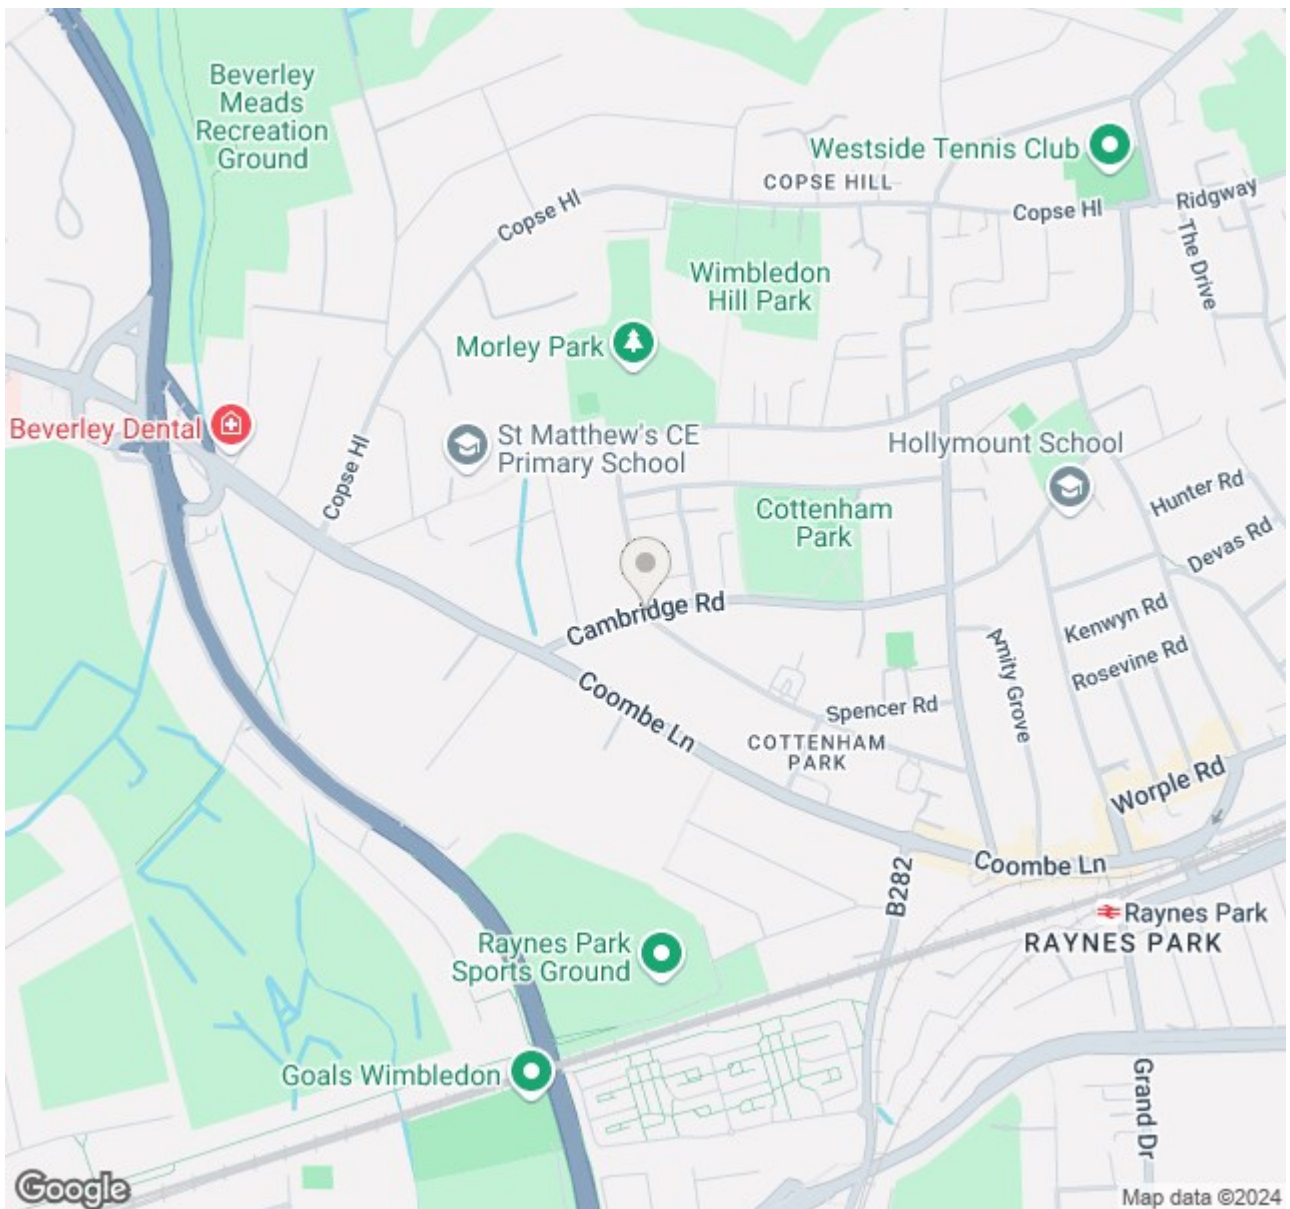 Beverley
Meads
Recreation
Ground
Westside Tennis Club
COPSE HILL
Copse Hl
Copse Hl
Ridgway
The Drive
Wimbledon
Hill Park
Morley Park
Beverley Dental
Copse Hl
St Matthew's CE
Primary School
Hollymount School
Hunter Rd
Cottenham
Park
Devas Rd
Cambridge Rd
Kenwyn Rd
Amity Grove
Rosevine Rd
Coombe Ln
Spencer Rd
COTTENHAM
PARK
Worple Rd
Coombe Ln
B282
Raynes Park
RAYNES PARK
Raynes Park
Sports Ground
Goals Wimbledon
Grand Dr
Google
Map data ©2024